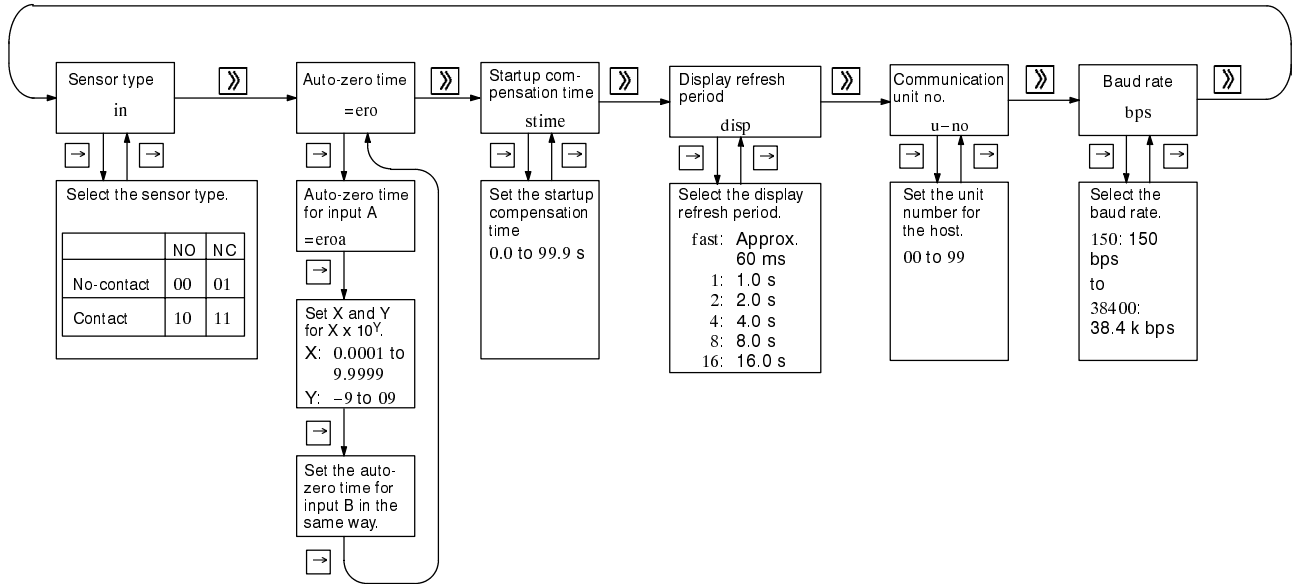 Sensor type
in
Auto-zero time
=ero
Startup com-
pensation time
stime
Display refresh
period
disp
Communication
unit no.
u−no
Baud rate
bps
Select the sensor type.
NO NC
No-contact 00 01
Contact 10 11
Auto-zero time
for input A
=eroa
Set X and Y
for X x 10Y.
X: 0.0001 to
9.9999
Y: −9 to 09
Set the auto-
zero time for
input B in the
same way.
Set the startup
compensation
time
0.0 to 99.9 s
Select the display
refresh period.
fast: Approx.
60 ms
1: 1.0 s
2: 2.0 s
4: 4.0 s
8: 8.0 s
16: 16.0 s
Set the unit
number for
the host.
00 to 99
Select the
baud rate.
150: 150
bps
to
38400:
38.4 k bps